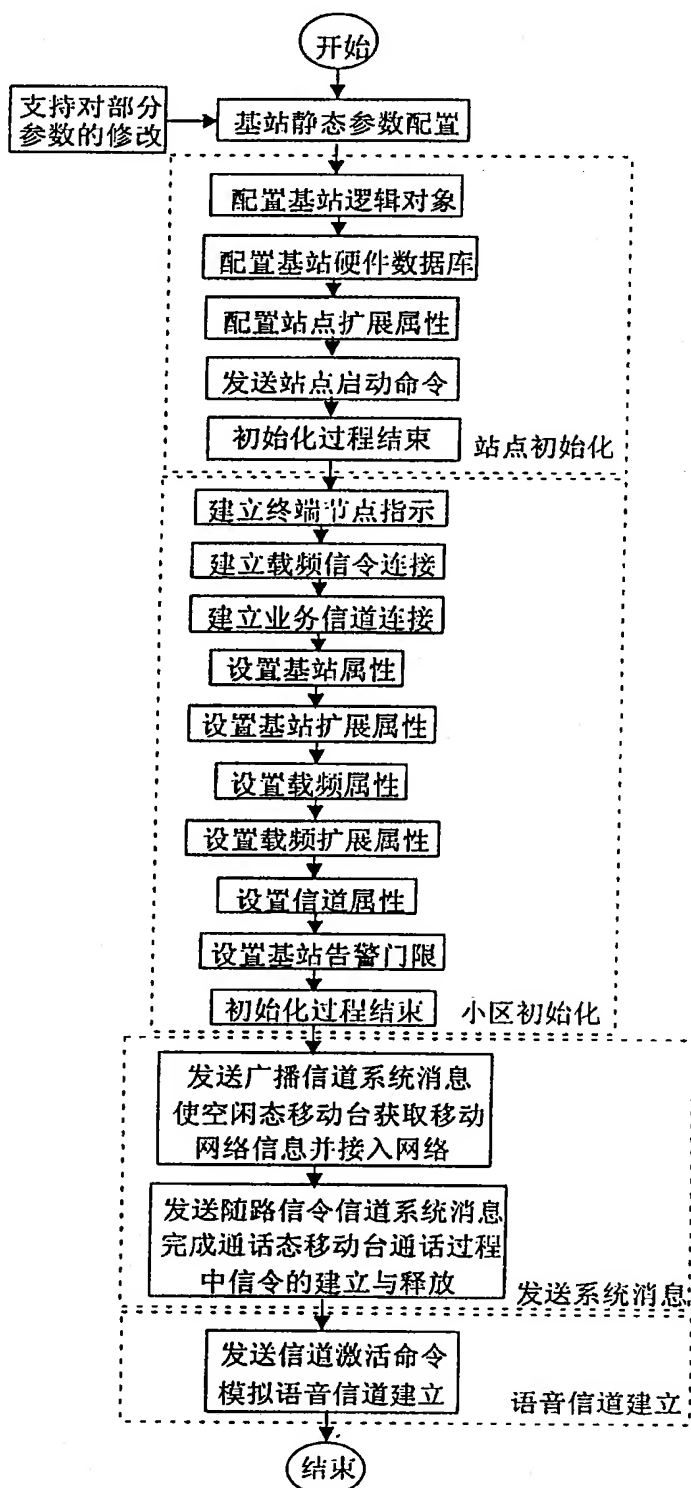 开始
支持对部分
参数的修改
基站静态参数配置
配置基站逻辑对象
配置基站硬件数据库
配置站点扩展属性
发送站点启动命令
初始化过程结束
站点初始化
建立终端节点指示
建立载频信令连接
建立业务信道连接
设置基站属性
设置基站扩展属性
设置载频属性
设置载频扩展属性
设置信道属性
设置基站告警门限
初始化过程结束
小区初始化
发送广播信道系统消息
使空闲态移动台获取移动
网络信息并接入网络
发送随路信令信道系统消息
完成通话态移动台通话过程
中信令的建立与释放
发送系统消息
发送信道激活命令
模拟语音信道建立
语音信道建立
结束